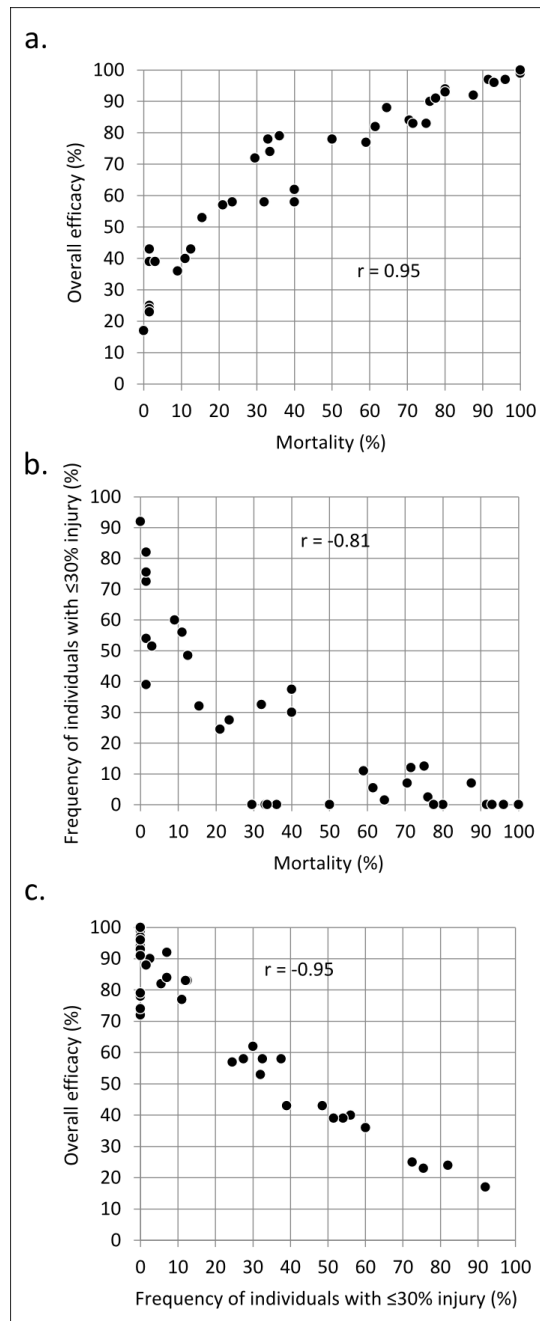 a.
Overall efficacy (%)
100
90
80
70
60
50
40
30
20
10
0
r = 0.95
0 10 20 30 40 50 60 70 80 90 100
Mortality (%)
b.
Frequency of individuals with ≤30% injury (%)
100
90
80
70
60
50
40
30
20
10
0
r = -0.81
0 10 20 30 40 50 60 70 80 90 100
Mortality (%)
c.
Overall efficacy (%)
100
90
80
70
60
50
40
30
20
10
0
r = -0.95
0 10 20 30 40 50 60 70 80 90 100
Frequency of individuals with ≤30% injury (%)